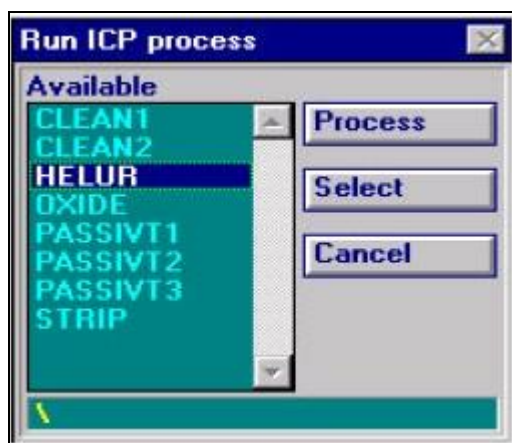 Run ICP process
Available
CLEAN1
CLEAN2
HELUR
OXIDE
PASSIVT1
PASSIVT2
PASSIVT3
STRIP
Process
Select
Cancel
\